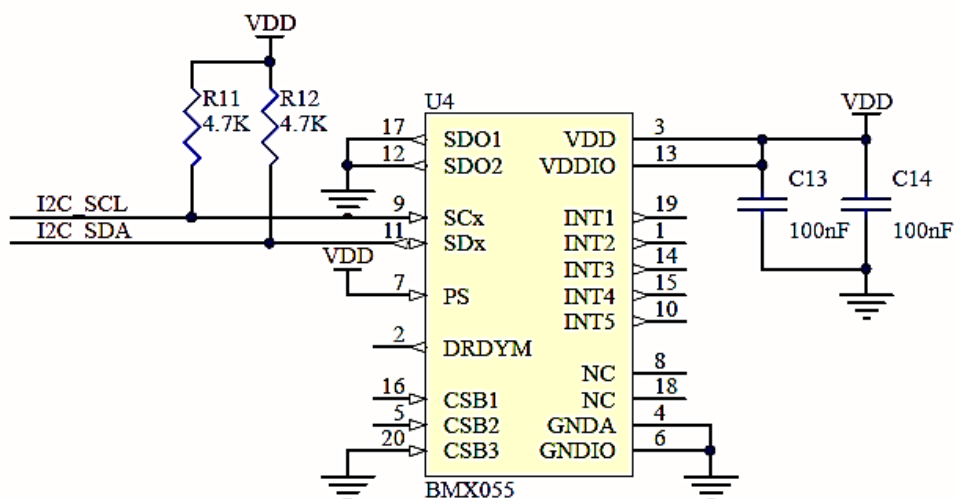 VDD
R11
4.7K
R12
4.7K
I2C_SCL
I2C_SDA
VDD
U4
17 SDO1
12 SDO2
9 SCx
11 SDx
7 PS
2 DRDYM
16 CSB1
5 CSB2
20 CSB3
VDD 3
VDDIO 13
INT1 19
INT2 1
INT3 14
INT4 15
INT5 10
NC 8
NC 18
GNDA 4
GNDIO 6
BMX055
VDD
C13
100nF
C14
100nF